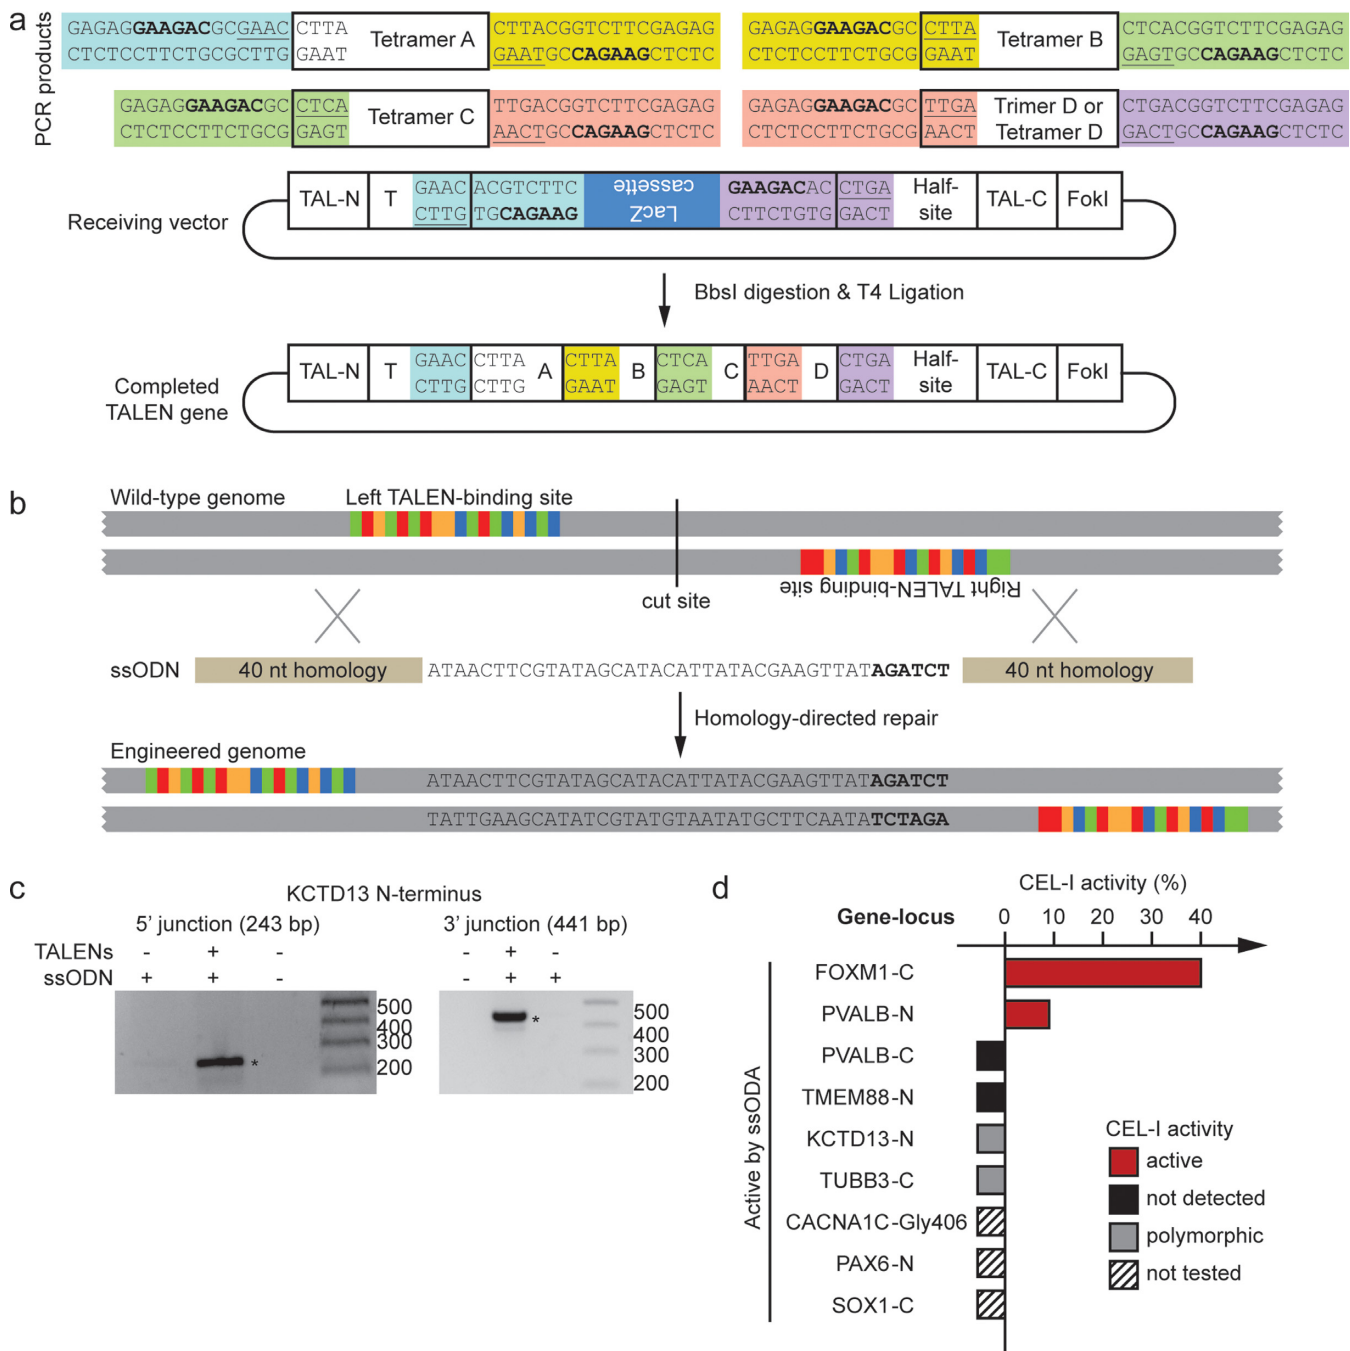 a
PCR products
GAGAGGAAGACGCGAAC CTTA Tetramer A CTTACGGTCTTCGAGAG
CTCTCCTTCTGCGCTTG GAAT GAATGCCAGAAGCTCTC
GAGAGGAAGACGC CTTA Tetramer B CTCACGGTCTTCGAGAG
CTCTCCTTCTGCG GAAT GAGTGCCAGAAGCTCTC
GAGAGGAAGACGC CTCA Tetramer C TTGACGGTCTTCGAGAG
CTCTCCTTCTGCG GAGT AACTGCCAGAAGCTCTC
GAGAGGAAGACGC TTGA Trimer D or CTGACGGTCTTCGAGAG
CTCTCCTTCTGCG AACT Tetramer D GACTGCCAGAAGCTCTC
Receiving vector
TAL-N T GAAC ACGTCTTC LacZ GAAGACAC CTGA Half- TAL-C FokI
CTTG TGCAGAAG cassette CTTCTGTG GACT site
BbsI digestion & T4 Ligation
Completed
TALEN gene
TAL-N T GAAC CTTA A CTTA B CTCA C TTGA D CTGA Half- TAL-C FokI
CTTG CTTG GAAT GAGT AACT GACT site
b
Wild-type genome
Left TALEN-binding site
Right TALEN-binding site
cut site
ssODN 40 nt homology ATAACTTCGTATAGCATACATTATACGAAGTTATAGATCT 40 nt homology
Homology-directed repair
Engineered genome
ATAACTTCGTATAGCATACATTATACGAAGTTATAGATCT
TATTGAAGCATATCGTATGTAATATGCTTCAATATCTAGA
c
KCTD13 N-terminus
5' junction (243 bp) 3' junction (441 bp)
TALENs - + - - + -
ssODN + + - - + +
500
400
300
200
*
500
400
300
200
*
d
CEL-I activity (%)
Gene-locus 0 10 20 30 40
Active by ssODA
FOXM1-C
PVALB-N
PVALB-C
TMEM88-N
KCTD13-N
TUBB3-C
CACNA1C-Gly406
PAX6-N
SOX1-C
CEL-I activity
active
not detected
polymorphic
not tested